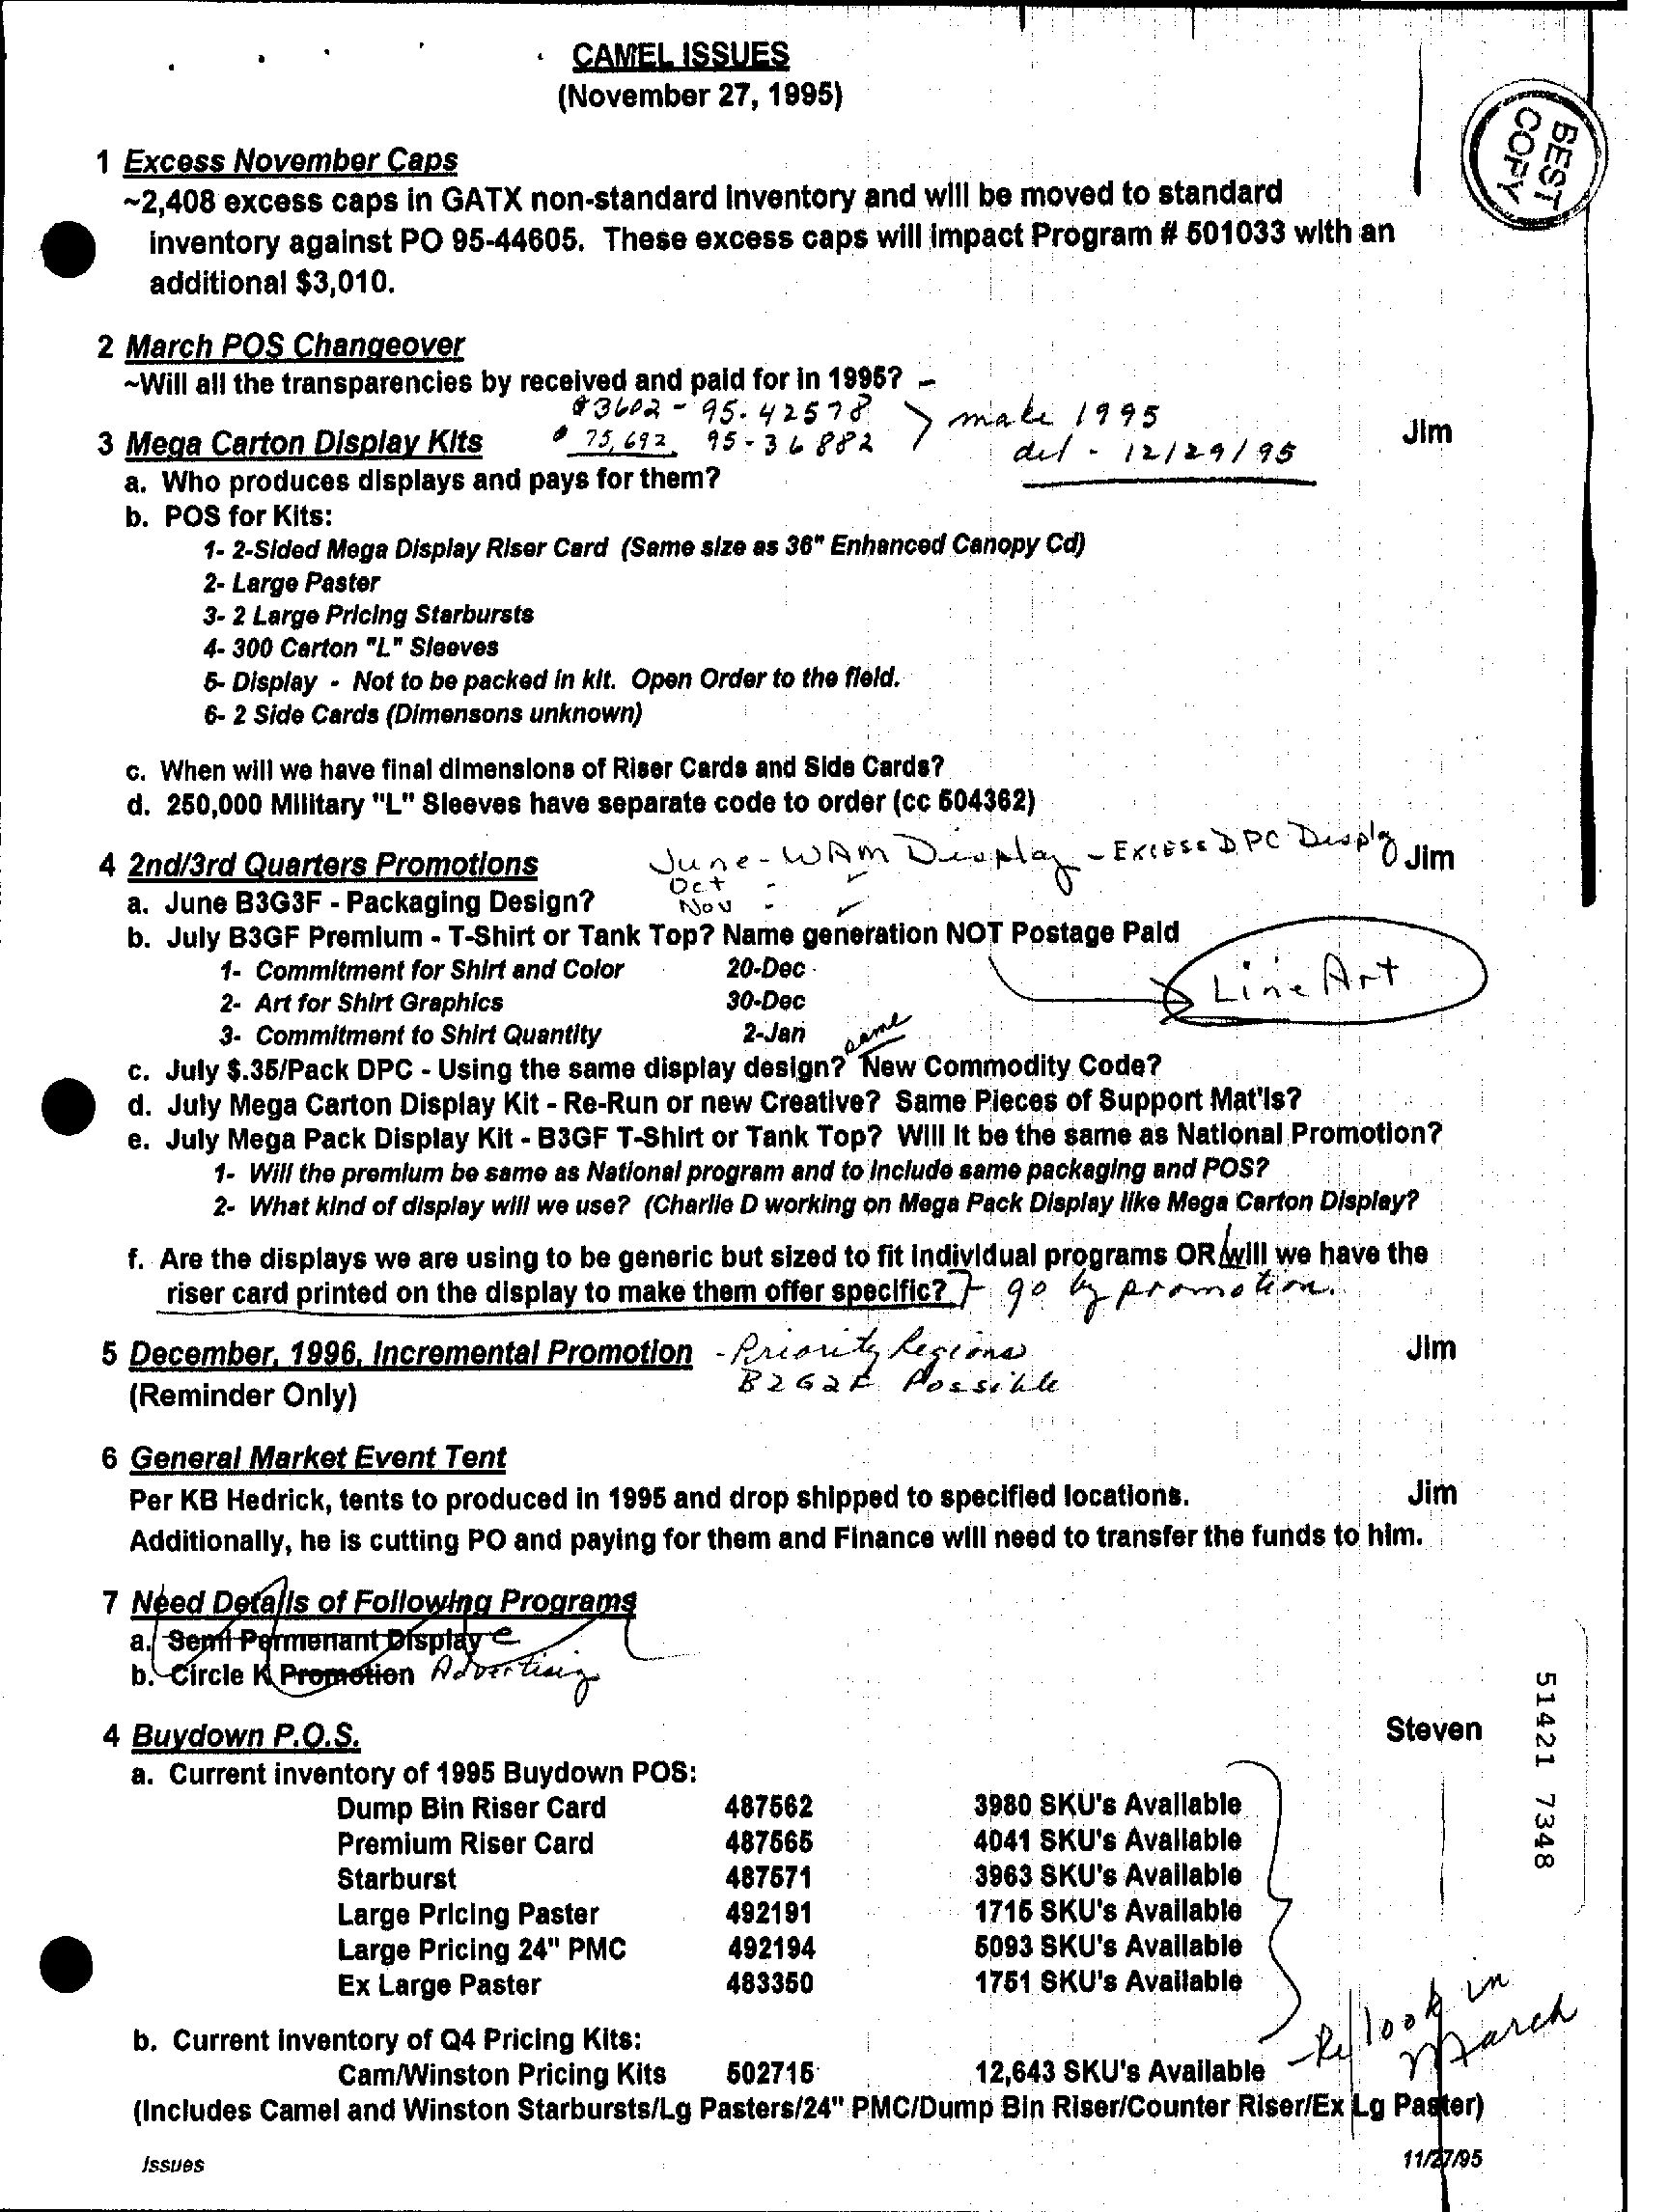 CAMEL ISSUES
(November 27, 1995)
BEST
COPY
1 Excess November Caps
~2,408 excess caps in GATX non-standard inventory and will be moved to standard
inventory against PO 95-44605. These excess caps will impact Program # 501033 with an
additional $3,010.
2 March POS Changeover
~Will all the transparencies by received and paid for in 1995? -
$3602 - 95-42578 > make 1995
3 Mega Carton Display Kits 75,692 95-36882 del - 12/29/95 Jim
a. Who produces displays and pays for them?
b. POS for Kits:
1- 2-Sided Mega Display Riser Card (Same size as 36" Enhanced Canopy Cd)
2- Large Paster
3- 2 Large Pricing Starbursts
4- 300 Carton "L" Sleeves
5- Display - Not to be packed in kit. Open Order to the field.
6- 2 Side Cards (Dimensons unknown)
c. When will we have final dimensions of Riser Cards and Side Cards?
d. 250,000 Military "L" Sleeves have separate code to order (cc 504362)
4 2nd/3rd Quarters Promotions June - WAM Display - EXCESS DPC Disply Jim
Oct - ✓
a. June B3G3F - Packaging Design? Nov - ✓
b. July B3GF Premium - T-Shirt or Tank Top? Name generation NOT Postage Paid
1- Commitment for Shirt and Color 20-Dec Line Art
2- Art for Shirt Graphics 30-Dec
3- Commitment to Shirt Quantity 2-Jan
same
c. July $.35/Pack DPC - Using the same display design? New Commodity Code?
d. July Mega Carton Display Kit - Re-Run or new Creative? Same Pieces of Support Mat'ls?
e. July Mega Pack Display Kit - B3GF T-Shirt or Tank Top? Will it be the same as National Promotion?
1- Will the premium be same as National program and to include same packaging and POS?
2- What kind of display will we use? (Charlie D working on Mega Pack Display like Mega Carton Display?
f. Are the displays we are using to be generic but sized to fit individual programs OR will we have the
riser card printed on the display to make them offer specific? - go by promotion.
5 December, 1996, Incremental Promotion - Priority Regions Jim
(Reminder Only) B2G2F Possible
6 General Market Event Tent
Per KB Hedrick, tents to produced in 1995 and drop shipped to specified locations. Jim
Additionally, he is cutting PO and paying for them and Finance will need to transfer the funds to him.
7 Need Details of Following Programs
a. Semi Permenant Display
b. Circle K Promotion Advertising
4 Buydown P.O.S. Steven
a. Current inventory of 1995 Buydown POS:
Dump Bin Riser Card 487562 3980 SKU's Available
Premium Riser Card 487565 4041 SKU's Available
Starburst 487571 3963 SKU's Available
Large Pricing Paster 492191 1715 SKU's Available
Large Pricing 24" PMC 492194 5093 SKU's Available
Ex Large Paster 483350 1751 SKU's Available
Re/look in
March
b. Current inventory of Q4 Pricing Kits:
Cam/Winston Pricing Kits 502715 12,643 SKU's Available
(Includes Camel and Winston Starbursts/Lg Pasters/24" PMC/Dump Bin Riser/Counter Riser/Ex Lg Paster)
Issues 11/27/95
51421 7348